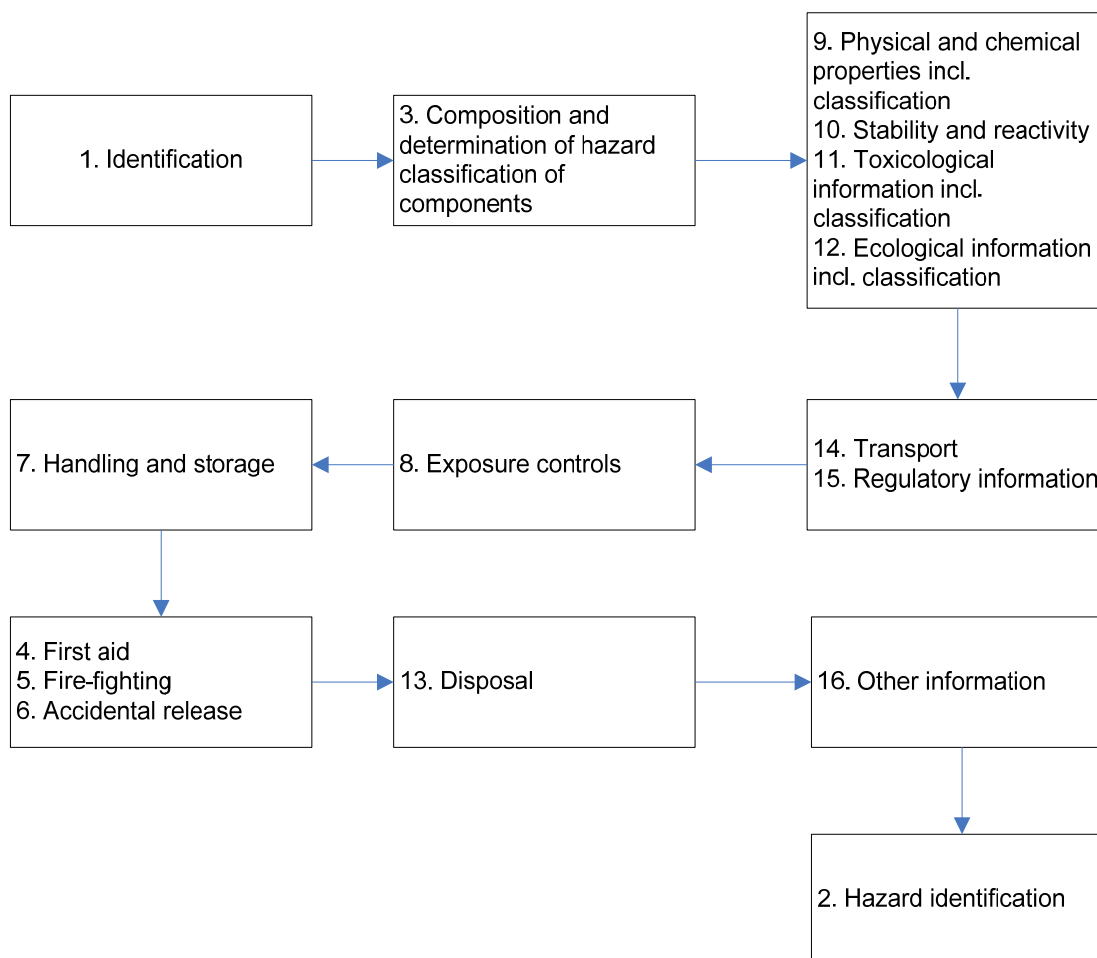 1. Identification
3. Composition and
determination of hazard
classification of
components
9. Physical and chemical
properties incl.
classification
10. Stability and reactivity
11. Toxicological
information incl.
classification
12. Ecological information
incl. classification
7. Handling and storage
8. Exposure controls
14. Transport
15. Regulatory information
4. First aid
5. Fire-fighting
6. Accidental release
13. Disposal
16. Other information
2. Hazard identification